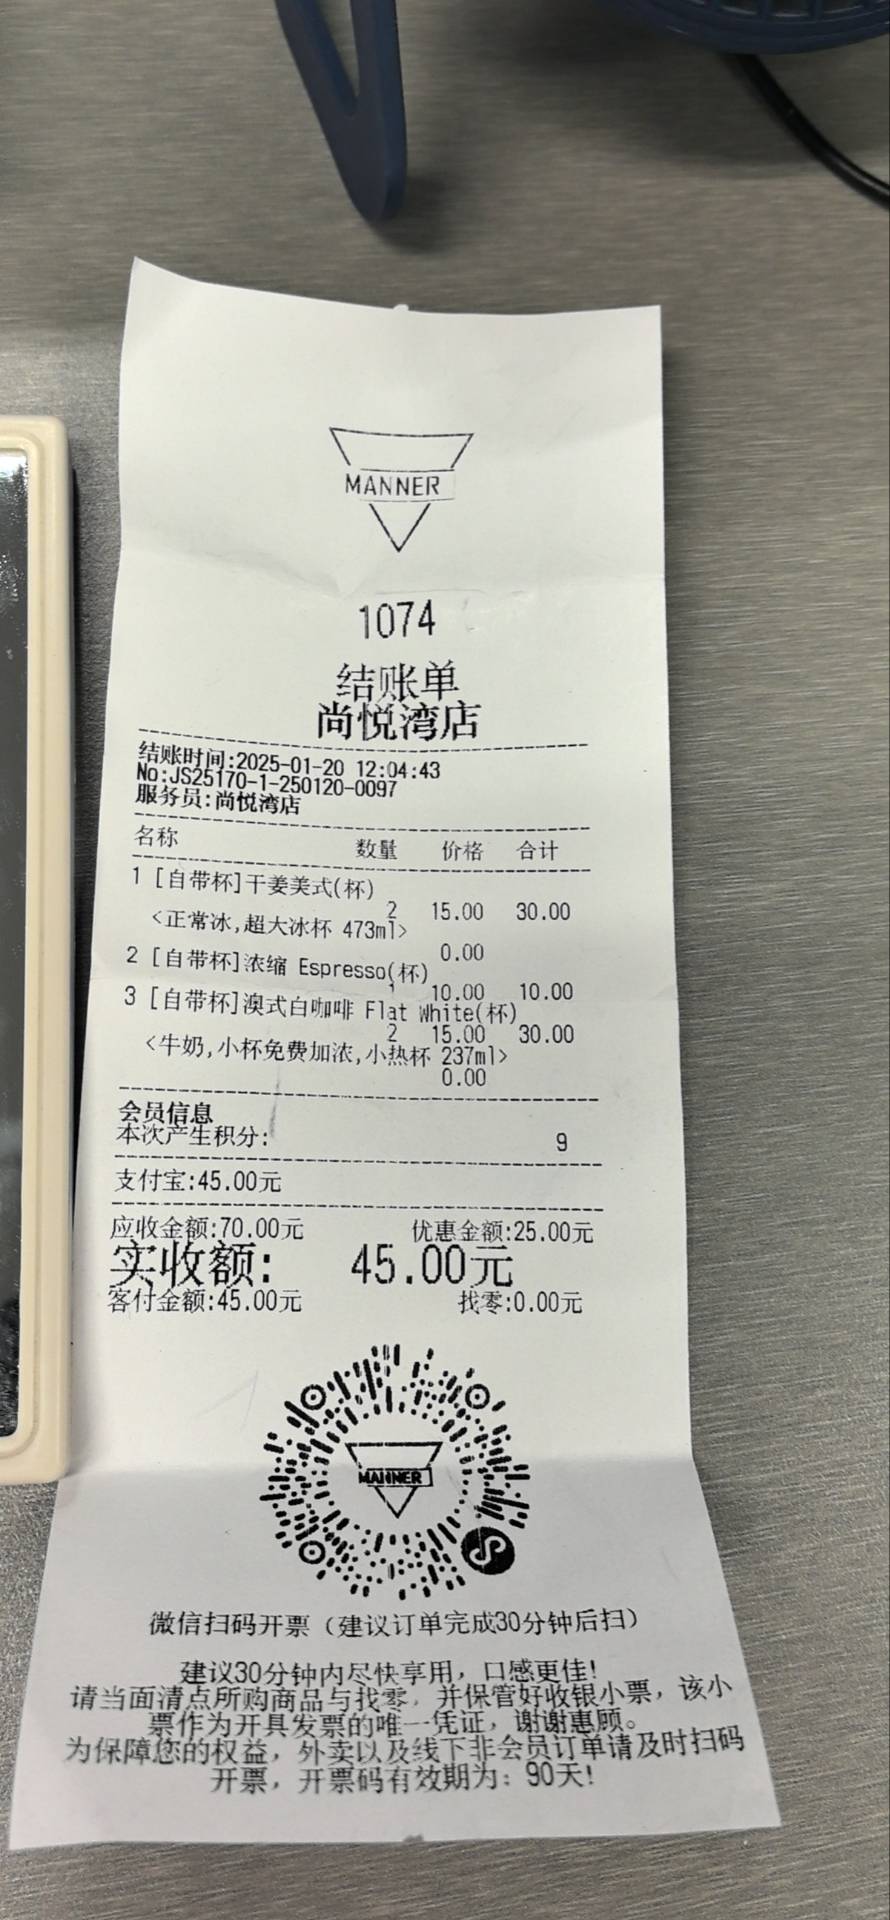 MANNER
1074
结账单
尚悦湾店
结账时间:2025-01-20 12:04:43
No:JS25170-1-250120-0097
服务员:尚悦湾店
名称 数量 价格 合计
1 [自带杯]干姜美式(杯)
2 15.00 30.00
<正常冰,超大冰杯 473ml>
0.00
2 [自带杯]浓缩 Espresso(杯)
1 10.00 10.00
3 [自带杯]澳式白咖啡 Flat White(杯)
2 15.00 30.00
<牛奶,小杯免费加浓,小热杯 237ml>
0.00
会员信息
本次产生积分: 9
支付宝:45.00元
应收金额:70.00元 优惠金额:25.00元
实收额: 45.00元
客付金额:45.00元 找零:0.00元
MANNER
微信扫码开票（建议订单完成30分钟后扫）
建议30分钟内尽快享用，口感更佳!
请当面清点所购商品与找零，并保管好收银小票，该小
票作为开具发票的唯一凭证，谢谢惠顾。
为保障您的权益，外卖以及线下非会员订单请及时扫码
开票，开票码有效期为：90天!